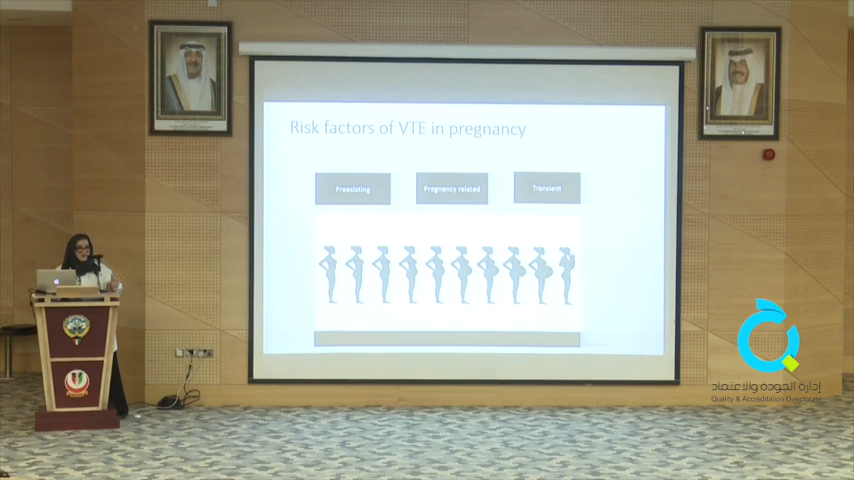 Risk factors of VTE in pregnancy
Preexisting
Pregnancy related
Transient
إدارة الجودة والاعتماد
Quality & Accreditation Directorate